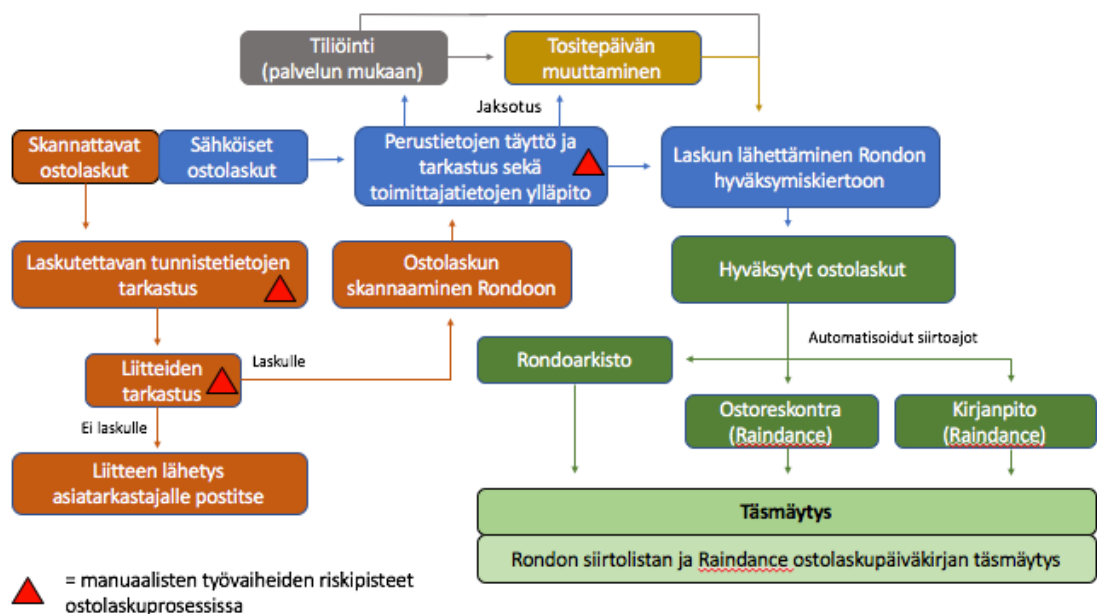 Tiliöinti
(palvelun mukaan)
Tositepäivän
muuttaminen
Jaksotus
Skannattavat
ostolaskut
Sähköiset
ostolaskut
Perustietojen täyttö ja
tarkastus sekä
toimittajatietojen ylläpito
Laskun lähettäminen Rondon
hyväksymiskiertoon
Laskutettavan tunnistetietojen
tarkastus
Ostolaskun
skannaaminen Rondoon
Hyväksytyt ostolaskut
Automatisoidut siirtoajot
Liitteiden
tarkastus
Laskulle
Rondoarkisto
Ostoreskontra
(Raindance)
Kirjanpito
(Raindance)
Ei laskulle
Liitteen lähetys
asiatarkastajalle postitse
Täsmäytys
Rondon siirtolistan ja Raindance ostolaskupäiväkirjan täsmäytys
= manuaalisten työvaiheiden riskipisteet
ostolaskuprosessissa